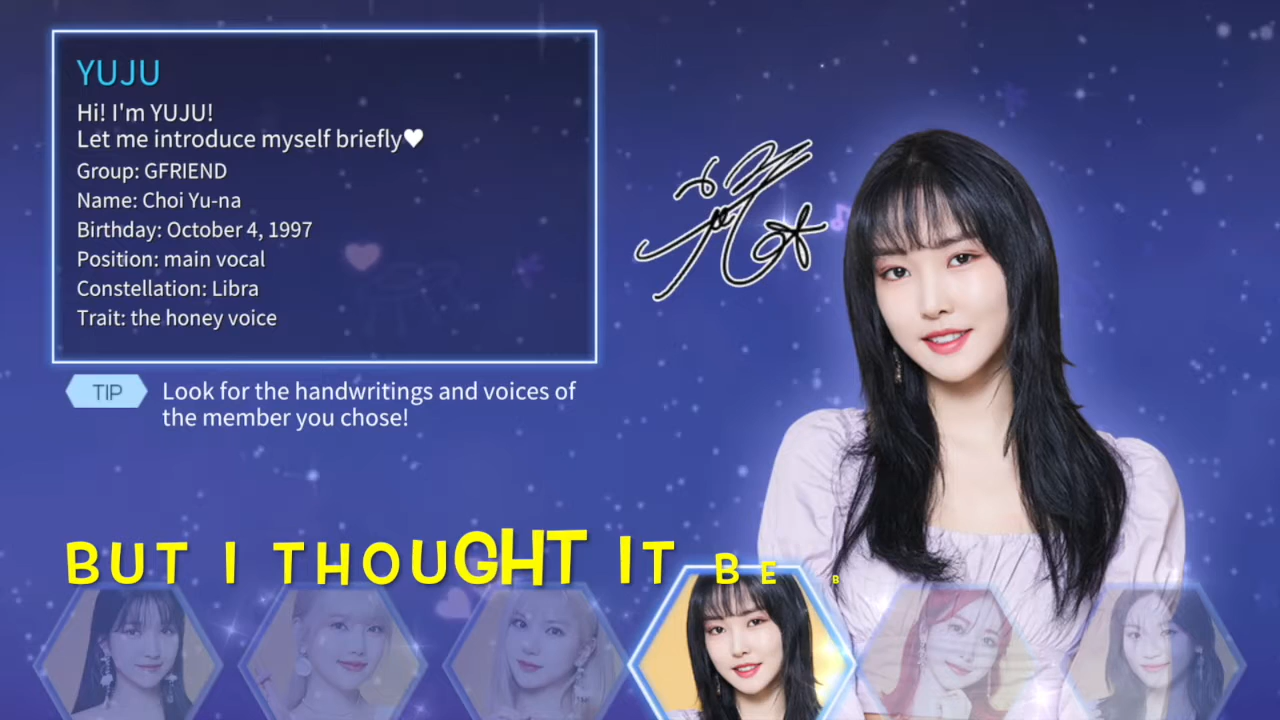 YUJU
Hi! I'm YUJU!
Let me introduce myself briefly♥
Group: GFRIEND
Name: Choi Yu-na
Birthday: October 4, 1997
Position: main vocal
Constellation: Libra
Trait: the honey voice
TIP
Look for the handwritings and voices of
the member you chose!
BUT I THOUGHT IT BE B